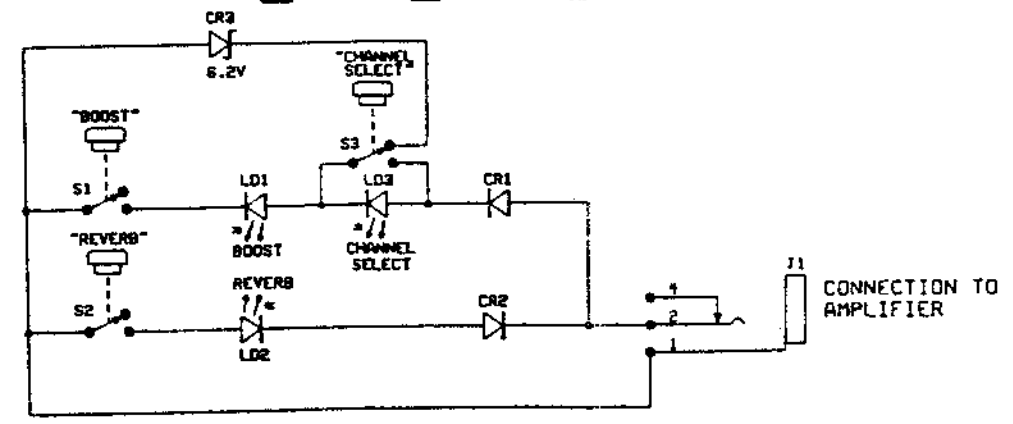 CR3
6.2V
"CHANNEL
SELECT"
"BOOST"
S3
S1
LD1
LD3
CR1
*
*
BOOST
CHANNEL
SELECT
"REVERB"
REVERB
*
S2
LD2
CR2
J1
4
2
1
CONNECTION TO
AMPLIFIER